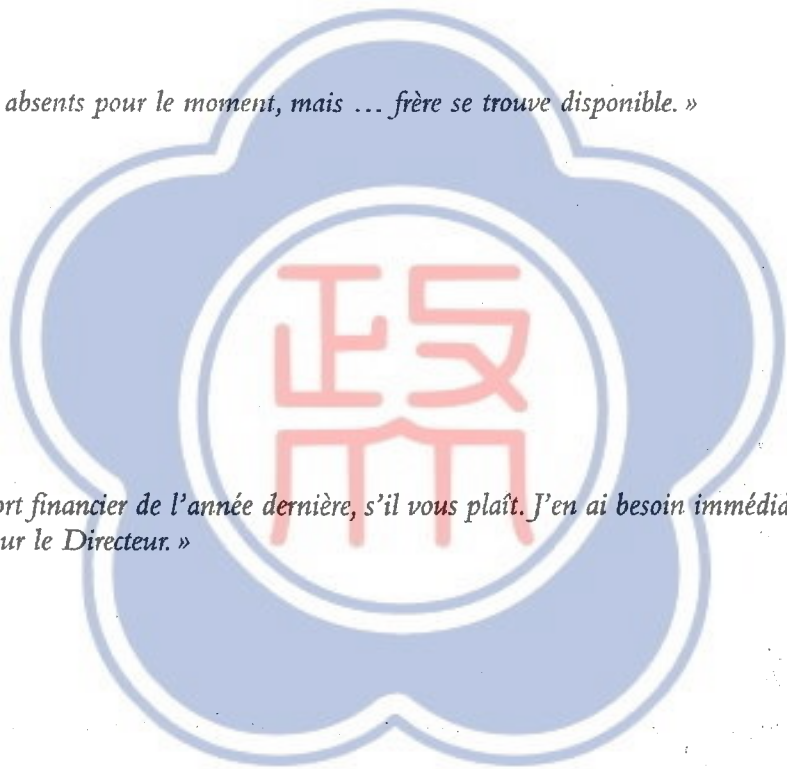 absents pour le moment, mais … frère se trouve disponible. »
政
大
ort financier de l'année dernière, s'il vous plaît. J'en ai besoin immédia
ur le Directeur. »